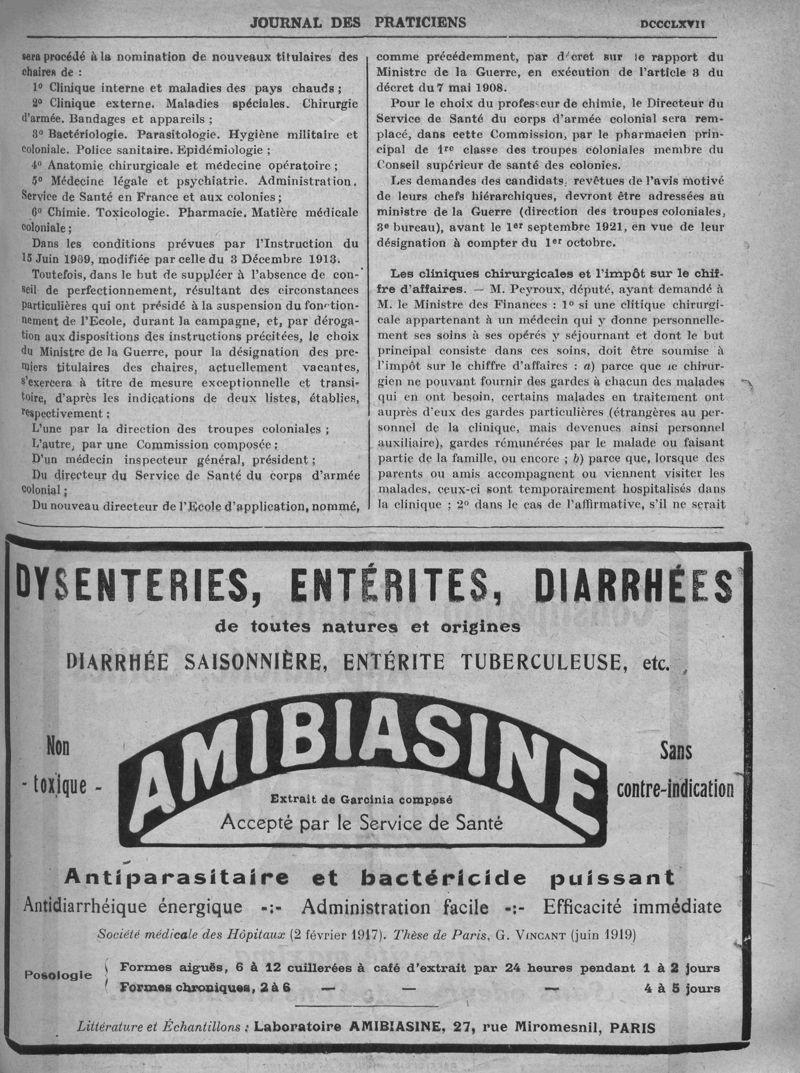 JOURNAL DES PRATICIENS
DCCCLXVII
sera procédé à la nomination de nouveaux titulaires des
chaires de :
1º Clinique interne et maladies des pays chauds ;
2º Clinique externe. Maladies spéciales. Chirurgie
d'armée. Bandages et appareils ;
3º Bactériologie. Parasitologie. Hygiène militaire et
coloniale. Police sanitaire. Epidémiologie ;
4º Anatomie chirurgicale et médecine opératoire ;
5º Médecine légale et psychiatrie. Administration.
Service de Santé en France et aux colonies ;
6º Chimie. Toxicologie. Pharmacie. Matière médicale
coloniale ;
Dans les conditions prévues par l'Instruction du
15 Juin 1909, modifiée par celle du 3 Décembre 1913.
Toutefois, dans le but de suppléer à l'absence de con-
seil de perfectionnement, résultant des circonstances
particulières qui ont présidé à la suspension du fonction-
nement de l'Ecole, durant la campagne, et, par déroga-
tion aux dispositions des instructions précitées, le choix
du Ministre de la Guerre, pour la désignation des pre-
miers titulaires des chaires, actuellement vacantes,
s'exercera à titre de mesure exceptionnelle et transi-
toire, d'après les indications de deux listes, établies,
respectivement ;
L'une par la direction des troupes coloniales ;
L'autre, par une Commission composée ;
D'un médecin inspecteur général, président ;
Du directeur du Service de Santé du corps d'armée
colonial ;
Du nouveau directeur de l'Ecole d'application, nommé,
comme précédemment, par décret sur le rapport du
Ministre de la Guerre, en exécution de l'article 3 du
décret du 7 mai 1908.
Pour le choix du professeur de chimie, le Directeur du
Service de Santé du corps d'armée colonial sera rem-
placé, dans cette Commission, par le pharmacien prin-
cipal de 1re classe des troupes coloniales membre du
Conseil supérieur de santé des colonies.
Les demandes des candidats, revêtues de l'avis motivé
de leurs chefs hiérarchiques, devront être adressées au
ministre de la Guerre (direction des troupes coloniales,
3e bureau), avant le 1er septembre 1921, en vue de leur
désignation à compter du 1er octobre.
Les cliniques chirurgicales et l'impôt sur le chif-
fre d'affaires. — M. Peyroux, député, ayant demandé à
M. le Ministre des Finances : 1º si une clitique chirurgi-
cale appartenant à un médecin qui y donne personnelle-
ment ses soins à ses opérés y séjournant et dont le but
principal consiste dans ces soins, doit être soumise à
l'impôt sur le chiffre d'affaires : a) parce que le chirur-
gien ne pouvant fournir des gardes à chacun des malades
qui en ont besoin, certains malades en traitement ont
auprès d'eux des gardes particulières (étrangères au per-
sonnel de la clinique, mais devenues ainsi personnel
auxiliaire), gardes rémunérées par le malade ou faisant
partie de la famille, ou encore ; b) parce que, lorsque des
parents ou amis accompagnent ou viennent visiter les
malades, ceux-ci sont temporairement hospitalisés dans
la clinique ; 2º dans le cas de l'affirmative, s'il ne serait
DYSENTERIES, ENTÉRITES, DIARRHÉES
de toutes natures et origines
DIARRHÉE SAISONNIÈRE, ENTÉRITE TUBERCULEUSE, etc.
Non
- toxique -
AMIBIASINE
Extrait de Garcinia composé
Accepté par le Service de Santé
Sans
contre-indication
Antiparasitaire et bactéricide puissant
Antidiarrhéique énergique -:- Administration facile -:- Efficacité immédiate
Société médicale des Hôpitaux (2 février 1917). Thèse de Paris, G. VINCANT (juin 1919)
Posologie
Formes aiguës, 6 à 12 cuillerées à café d'extrait par 24 heures pendant 1 à 2 jours
Formes chroniques, 2 à 6 — — — 4 à 5 jours
Littérature et Échantillons : Laboratoire AMIBIASINE, 27, rue Miromesnil, PARIS